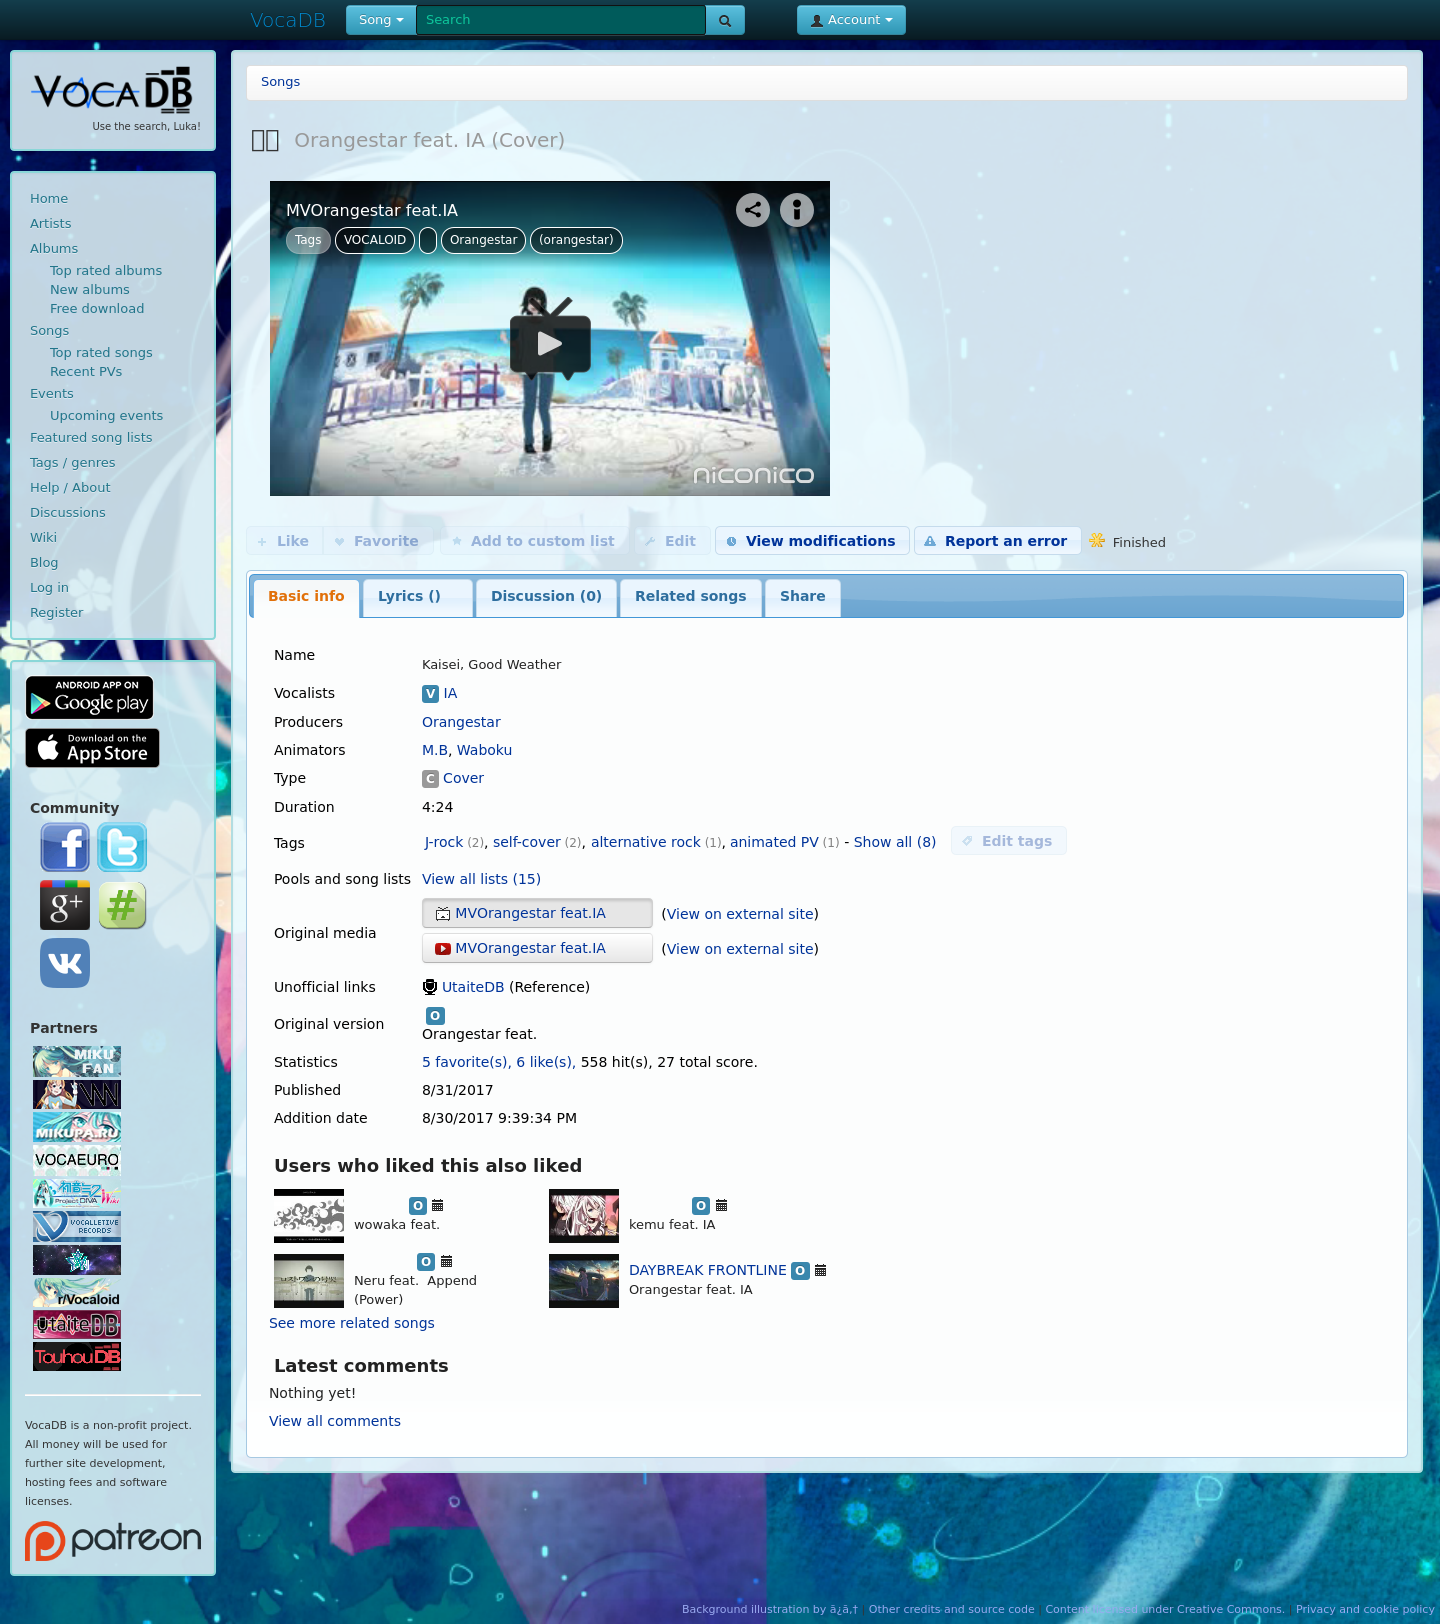 VocaDB
Song
Search
Account
VOCADB
Use the search, Luka!
Home
Artists
Albums
Top rated albums
New albums
Free download
Songs
Top rated songs
Recent PVs
Events
Upcoming events
Featured song lists
Tags / genres
Help / About
Discussions
Wiki
Blog
Log in
Register
ANDROID APP ON
Google play
Download on the
App Store
Community
Partners
MIKU
FAN
MIKUPA.RU
VOCAEURO
初音ミク
Project DIVA Wiki
VOCALLETIVE
RECORDS
r/Vocaloid
UtaiteDB
TouhouDB
VocaDB is a non-profit project.
All money will be used for
further site development,
hosting fees and software
licenses.
patreon
Songs
Orangestar feat. IA (Cover)
MVOrangestar feat.IA
Tags
VOCALOID
Orangestar
(orangestar)
niconico
Like
Favorite
Add to custom list
Edit
View modifications
Report an error
Finished
Basic info
Lyrics ()
Discussion (0)
Related songs
Share
Name
Kaisei, Good Weather
Vocalists
V IA
Producers
Orangestar
Animators
M.B, Waboku
Type
C Cover
Duration
4:24
Tags
J-rock (2), self-cover (2), alternative rock (1), animated PV (1) - Show all (8)
Edit tags
Pools and song lists
View all lists (15)
Original media
MVOrangestar feat.IA (View on external site)
MVOrangestar feat.IA (View on external site)
Unofficial links
UtaiteDB (Reference)
Original version
O
Orangestar feat.
Statistics
5 favorite(s), 6 like(s), 558 hit(s), 27 total score.
Published
8/31/2017
Addition date
8/30/2017 9:39:34 PM
Users who liked this also liked
O
wowaka feat.
O
kemu feat. IA
O
Neru feat. Append
(Power)
DAYBREAK FRONTLINE O
Orangestar feat. IA
See more related songs
Latest comments
Nothing yet!
View all comments
Background illustration by
Other credits and source code
under Creative Commons.
Privacy and cookie policy